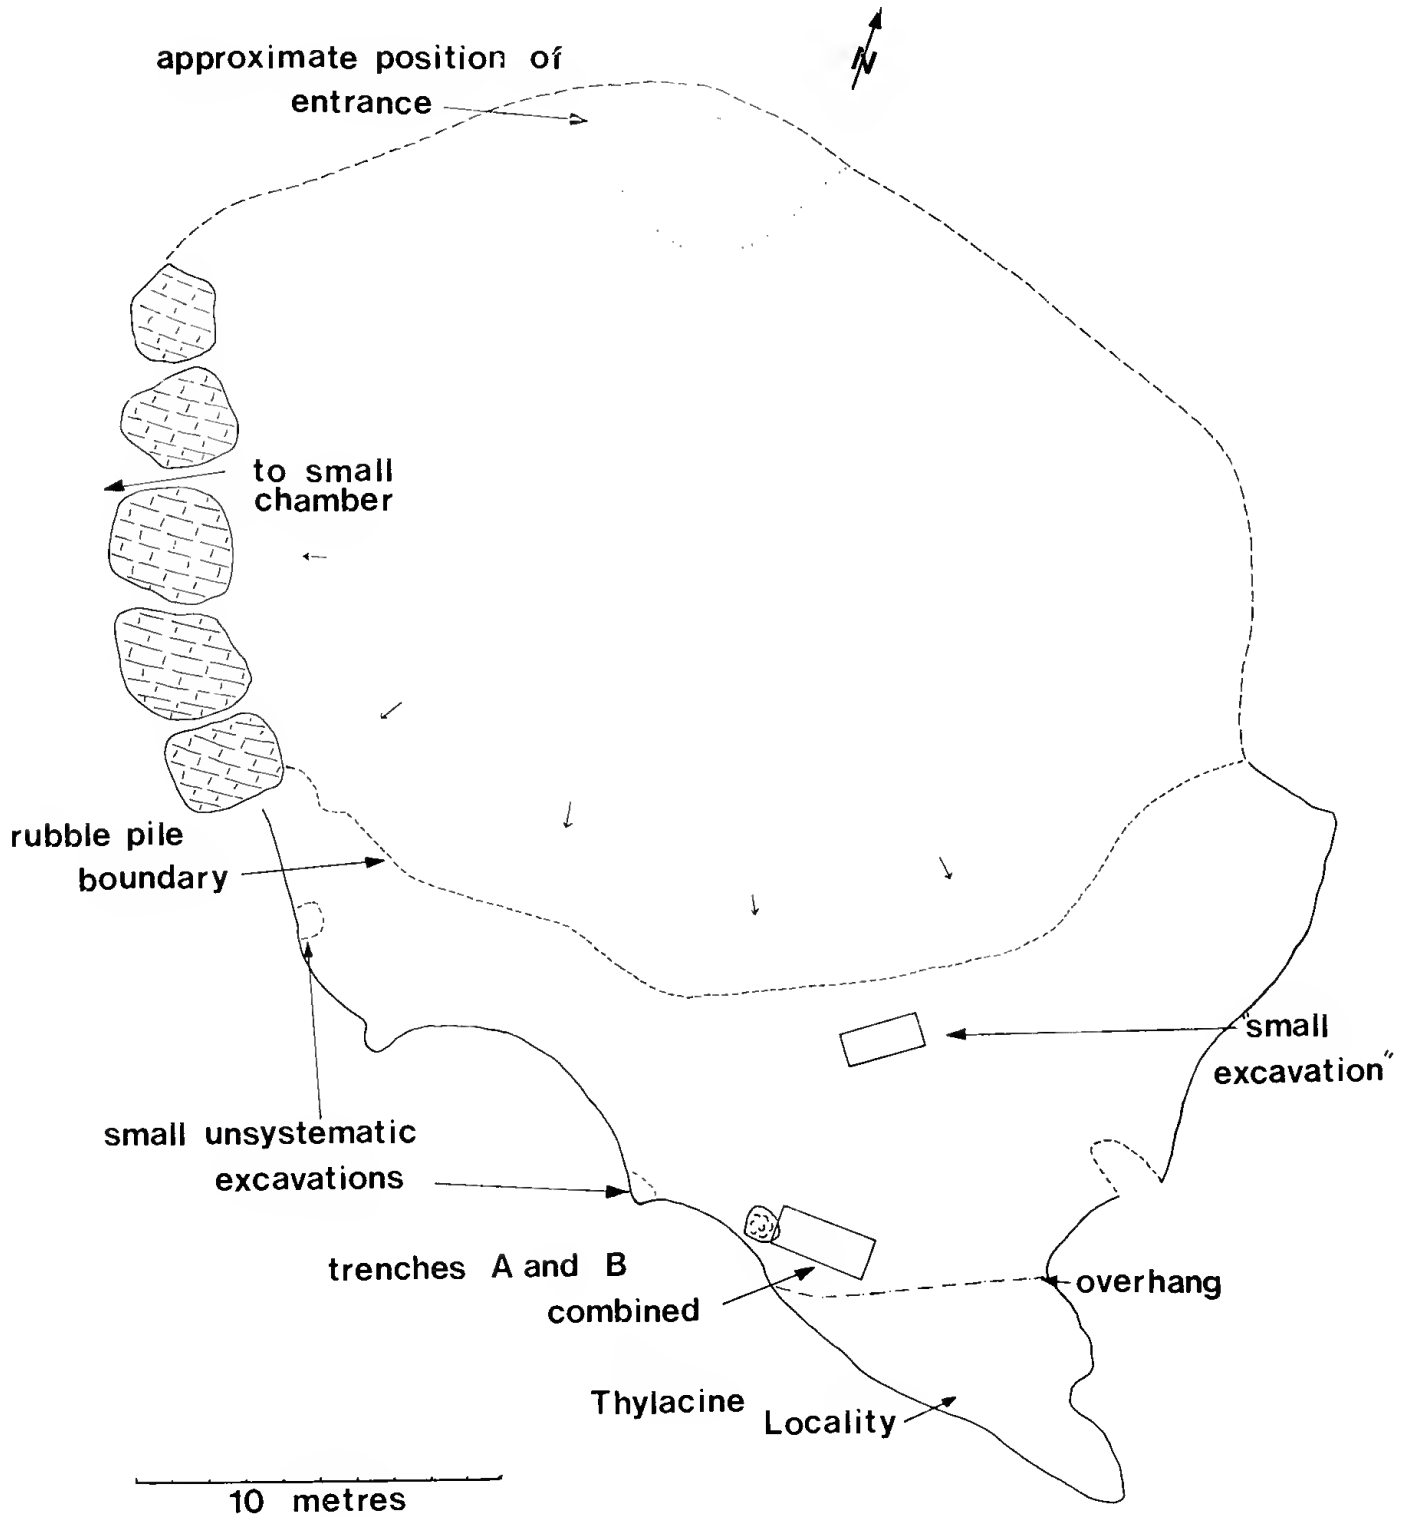 N
approximate position of
entrance
to small
chamber
rubble pile
boundary
"small
excavation"
small unsystematic
excavations
trenches A and B
combined
overhang
Thylacine
Locality
10 metres